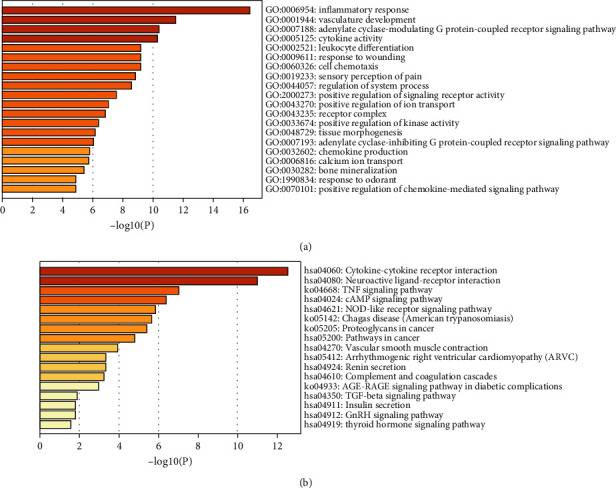 GO:0006954: inflammatory response
GO:0001944: vasculature development
GO:0007188: adenylate cyclase-modulating G protein-coupled receptor signaling pathway
GO:0005125: cytokine activity
GO:0002521: leukocyte differentiation
GO:0009611: response to wounding
GO:0060326: cell chemotaxis
GO:0019233: sensory perception of pain
GO:0044057: regulation of system process
GO:2000273: positive regulation of signaling receptor activity
GO:0043270: positive regulation of ion transport
GO:0043235: receptor complex
GO:0033674: positive regulation of kinase activity
GO:0048729: tissue morphogenesis
GO:0007193: adenylate cyclase-inhibiting G protein-coupled receptor signaling pathway
GO:0032602: chemokine production
GO:0006816: calcium ion transport
GO:0030282: bone mineralization
GO:1990834: response to odorant
GO:0070101: positive regulation of chemokine-mediated signaling pathway
0 2 4 6 8 10 12 14 16
–log10(P)
(a)
hsa04060: Cytokine-cytokine receptor interaction
hsa04080: Neuroactive ligand-receptor interaction
ko04668: TNF signaling pathway
hsa04024: cAMP signaling pathway
hsa04621: NOD-like receptor signaling pathway
ko05142: Chagas disease (American trypanosomiasis)
ko05205: Proteoglycans in cancer
hsa05200: Pathways in cancer
hsa04270: Vascular smooth muscle contraction
hsa05412: Arrhythmogenic right ventricular cardiomyopathy (ARVC)
hsa04924: Renin secretion
hsa04610: Complement and coagulation cascades
ko04933: AGE-RAGE signaling pathway in diabetic complications
hsa04350: TGF-beta signaling pathway
hsa04911: Insulin secretion
hsa04912: GnRH signaling pathway
hsa04919: thyroid hormone signaling pathway
0 2 4 6 8 10 12
–log10(P)
(b)